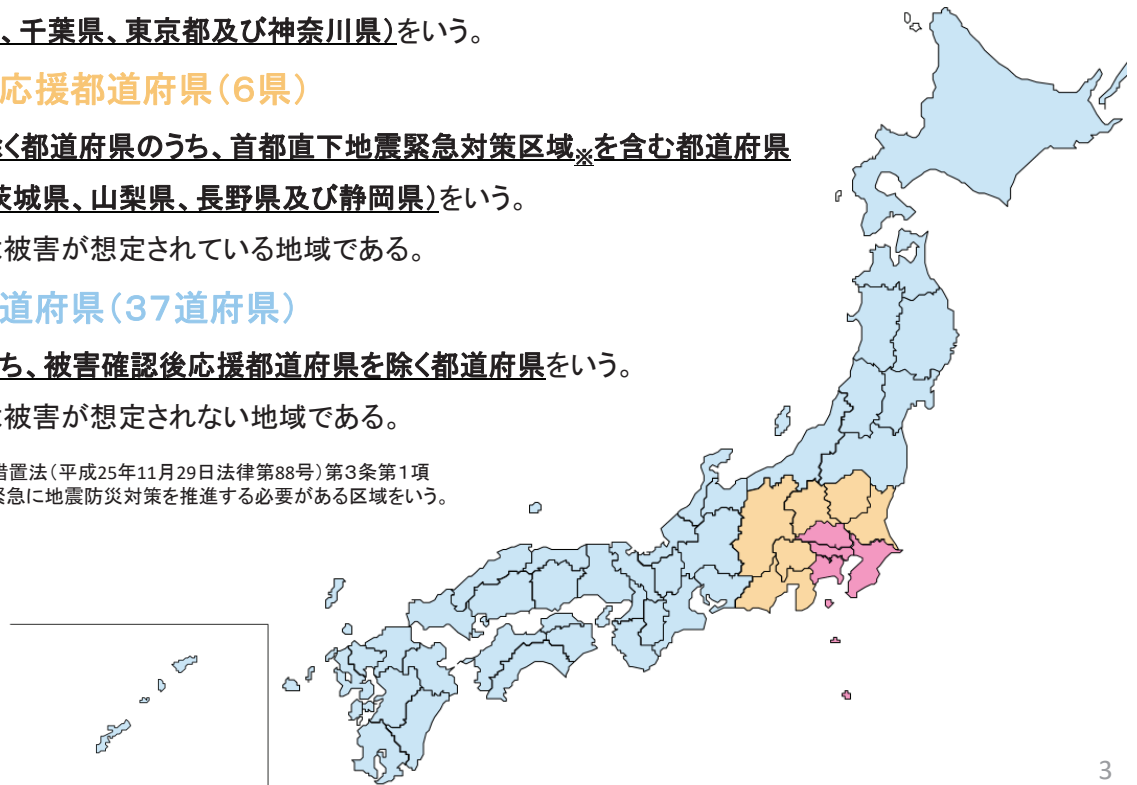 、千葉県、東京都及び神奈川県)をいう。
応援都道府県(6県)
く都道府県のうち、首都直下地震緊急対策区域※を含む都道府県
茨城県、山梨県、長野県及び静岡県)をいう。
被害が想定されている地域である。
道府県(37道府県)
ち、被害確認後応援都道府県を除く都道府県をいう。
被害が想定されない地域である。
措置法(平成25年11月29日法律第88号)第3条第1項
緊急に地震防災対策を推進する必要がある区域をいう。
3